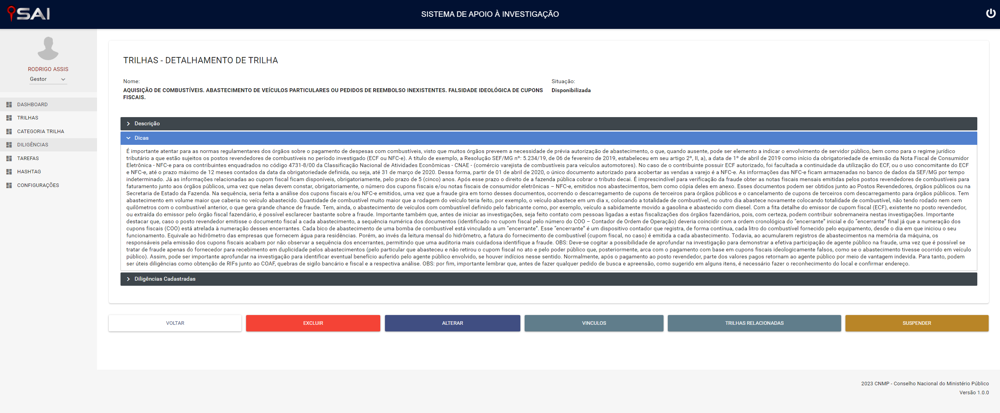 SAI
SISTEMA DE APOIO À INVESTIGAÇÃO
RODRIGO ASSIS
Gestor
DASHBOARD
TRILHAS
CATEGORIA TRILHA
DILIGÊNCIAS
TAREFAS
HASHTAG
CONFIGURAÇÕES
TRILHAS - DETALHAMENTO DE TRILHA
Nome:
AQUISIÇÃO DE COMBUSTÍVEIS. ABASTECIMENTO DE VEÍCULOS PARTICULARES OU PEDIDOS DE REEMBOLSO INEXISTENTES. FALSIDADE IDEOLÓGICA DE CUPONS
FISCAIS.
Situação:
Disponibilizada
Descrição
Dicas
É importante atentar para as normas regulamentares dos órgãos sobre o pagamento de despesas com combustíveis, visto que muitos órgãos preveem a necessidade de prévia autorização de abastecimento, o que, quando ausente, pode ser elemento a indicar o envolvimento de servidor público, bem como para o regime jurídico
tributário a que estão sujeitos os postos revendedores de combustíveis no período investigado (ECF ou NFC-e). A título de exemplo, a Resolução SEF/MG nº: 5.234/19, de 06 de fevereiro de 2019, estabeleceu em seu artigo 2º, II, a), a data de 1º de abril de 2019 como início da obrigatoriedade de emissão da Nota Fiscal de Consumidor
Eletrônica - NFC-e para os contribuintes enquadrados no código 4731-8/00 da Classificação Nacional de Atividades Econômicas - CNAE - (comércio varejista de combustíveis para veículos automotores). No caso de o contribuinte possuir ECF autorizado, foi facultada a continuidade da utilização do ECF, ou o uso concomitante do ECF
e NFC-e, até o prazo máximo de 12 meses contados da data da obrigatoriedade definida, ou seja, até 31 de março de 2020. Dessa forma, partir de 01 de abril de 2020, o único documento autorizado para acobertar as vendas a varejo é a NFC-e. As informações das NFC-e ficam armazenadas no banco de dados da SEF/MG por tempo
indeterminado. Já as informações relacionadas ao cupom fiscal ficam disponíveis, obrigatoriamente, pelo prazo de 5 (cinco) anos. Após esse prazo o direito de a fazenda pública cobrar o tributo decai. É imprescindível para verificação da fraude obter as notas fiscais mensais emitidas pelos postos revendedores de combustíveis para
faturamento junto aos órgãos públicos, uma vez que nelas devem constar, obrigatoriamente, o número dos cupons fiscais e/ou notas fiscais de consumidor eletrônicas – NFC-e, emitidos nos abastecimentos, bem como cópia deles em anexo. Esses documentos podem ser obtidos junto ao Postos Revendedores, órgãos públicos ou na
Secretaria de Estado da Fazenda. Na sequência, seria feita a análise dos cupons fiscais e/ou NFC-e emitidos, uma vez que a fraude gira em torno desses documentos, ocorrendo o descarregamento de cupons de terceiros para órgãos públicos e o cancelamento de cupons de terceiros com descarregamento para órgãos públicos. Tem
abastecimento em volume maior que caberia no veículo abastecido. Quantidade de combustível muito maior que a rodagem do veículo teria feito, por exemplo, o veículo abastece em um dia x, colocando a totalidade de combustível, no outro dia abastece novamente colocando totalidade de combustível, não tendo rodado nem cem
quilômetros com o combustível anterior, o que gera grande chance de fraude. Tem, ainda, o abastecimento de veículos com combustível definido pelo fabricante como, por exemplo, veículo a sabidamente movido a gasolina e abastecido com diesel. Com a fita detalhe do emissor de cupom fiscal (ECF), existente no posto revendedor,
ou extraída do emissor pelo órgão fiscal fazendário, é possível esclarecer bastante sobre a fraude. Importante também que, antes de iniciar as investigações, seja feito contato com pessoas ligadas a estas fiscalizações dos órgãos fazendários, pois, com certeza, podem contribuir sobremaneira nestas investigações. Importante
destacar que, caso o posto revendedor emitisse o documento fiscal a cada abastecimento, a sequência numérica dos documentos (identificado no cupom fiscal pelo número do COO – Contador de Ordem de Operação) deveria coincidir com a ordem cronológica do “encerrante” inicial e do “encerrante” final já que a numeração dos
cupons fiscais (COO) está atrelada à numeração desses encerrantes. Cada bico de abastecimento de uma bomba de combustível está vinculado a um “encerrante”. Esse “encerrante” é um dispositivo contador que registra, de forma contínua, cada litro do combustível fornecido pelo equipamento, desde o dia em que iniciou o seu
funcionamento. Equivale ao hidrômetro das empresas que fornecem água para residências. Porém, ao invés da leitura mensal do hidrômetro, a fatura do fornecimento de combustível (cupom fiscal, no caso) é emitida a cada abastecimento. Todavia, ao acumularem registros de abastecimentos na memória da máquina, os
responsáveis pela emissão dos cupons fiscais acabam por não observar a sequência dos encerrantes, permitindo que uma auditoria mais cuidadosa identifique a fraude. OBS: Deve-se cogitar a possibilidade de aprofundar na investigação para demonstrar a efetiva participação de agente público na fraude, uma vez que é possível se
tratar de fraude apenas do fornecedor para recebimento em duplicidade pelos abastecimentos (pelo particular que abasteceu e não retirou o cupom fiscal no ato e pelo poder público que, posteriormente, arca com o pagamento com base em cupons fiscais ideologicamente falsos, como se o abastecimento tivesse ocorrido em veículo
público). Assim, pode ser importante aprofundar na investigação para identificar eventual benefício auferido pelo agente público envolvido, se houver indícios nesse sentido. Normalmente, após o pagamento ao posto revendedor, parte dos valores pagos retornam ao agente público por meio de vantagem indevida. Para tanto, podem
ser úteis diligências como obtenção de RIFs junto ao COAF, quebras de sigilo bancário e fiscal e a respectiva análise. OBS: por fim, importante lembrar que, antes de fazer qualquer pedido de busca e apreensão, como sugerido em alguns itens, é necessário fazer o reconhecimento do local e confirmar endereço.
Diligências Cadastradas
VOLTAR
EXCLUIR
ALTERAR
VINCULOS
TRILHAS RELACIONADAS
SUSPENDER
2023 CNMP - Conselho Nacional do Ministério Público
Versão 1.0.0